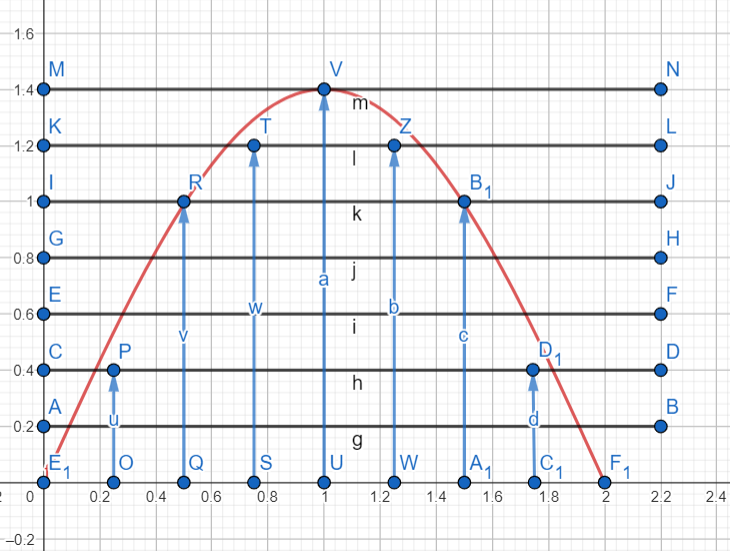 1.6
M V N
1.4
m
K T Z L
1.2
l
I R B₁ J
1
k
G H
0.8
a j
E w b F
0.6
v c i
C P D₁ D
0.4
h
A u d B
0.2
g
E₁ O Q S U W A₁ C₁ F₁
2 0 0.2 0.4 0.6 0.8 1 1.2 1.4 1.6 1.8 2 2.2 2.4
–0.2